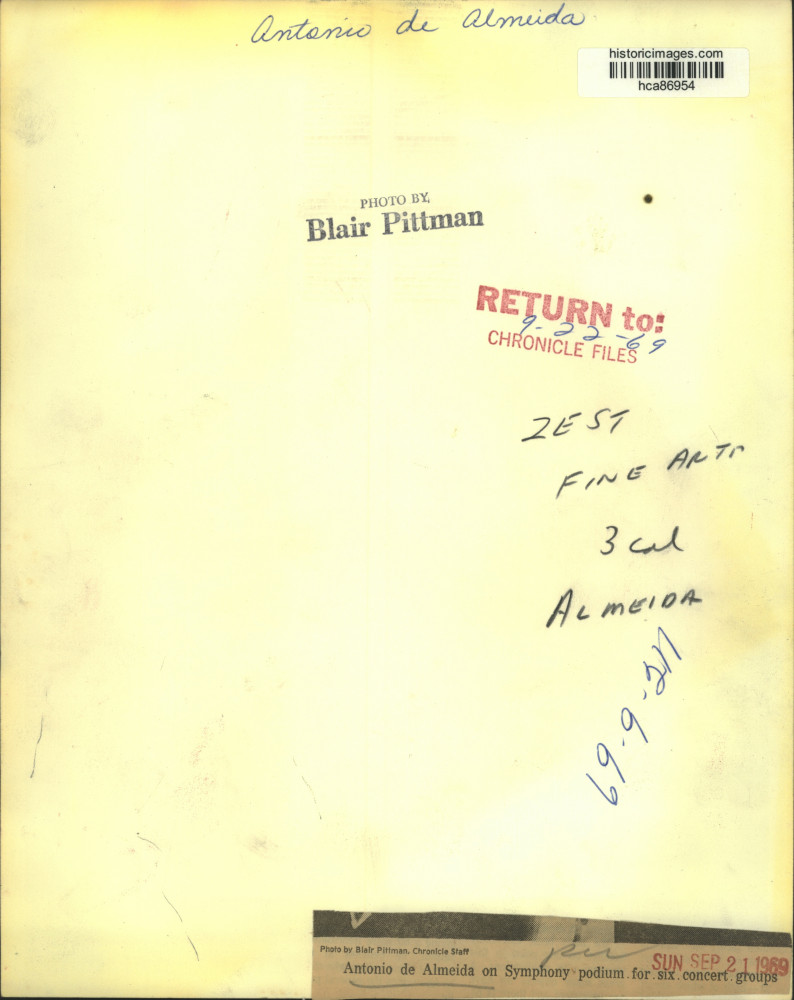 Antonio de Almeida
historicimages.com
hca86954
PHOTO BY,
Blair Pittman
RETURN to:
9-22-69
CHRONICLE FILES
ZEST
FINE ARTS
3 col
ALMEIDA
69-9-21
Photo by Blair Pittman, Chronicle Staff
SUN SEP 21 1969
Antonio de Almeida on Symphony podium for six concert groups